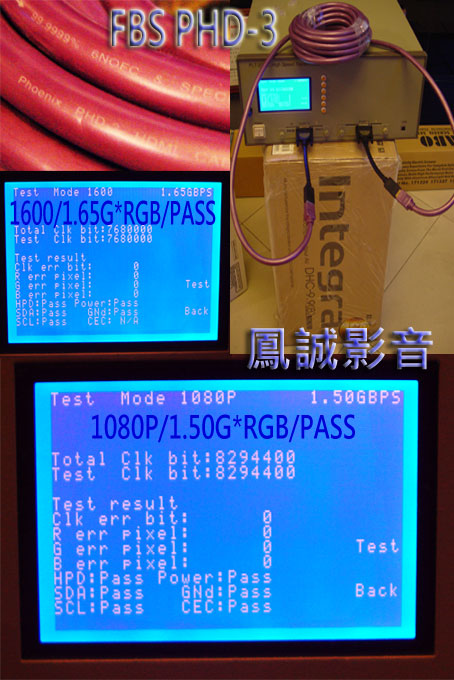 FBS PHD-3
99.9999% 6NOFC
SPEC
Phoenix PHD-
Integra
DHC-9.9
Test Mode 1600 1.65GBPS
1600/1.65G*RGB/PASS
Total Clk bit:7680000
Test Clk bit:7680000
Test result
Clk err bit: 0
R err pixel: 0
G err pixel: 0 Test
B err pixel: 0
HPD:Pass Power:Pass
SDA:Pass GNd:Pass Back
SCL:Pass CEC: N/A
鳳誠影音
Test Mode 1080P 1.50GBPS
1080P/1.50G*RGB/PASS
Total Clk bit:8294400
Test Clk bit:8294400
Test result
Clk err bit: 0
R err pixel: 0
G err pixel: 0 Test
B err pixel: 0
HPD:Pass Power:Pass
SDA:Pass GNd:Pass Back
SCL:Pass CEC:Pass